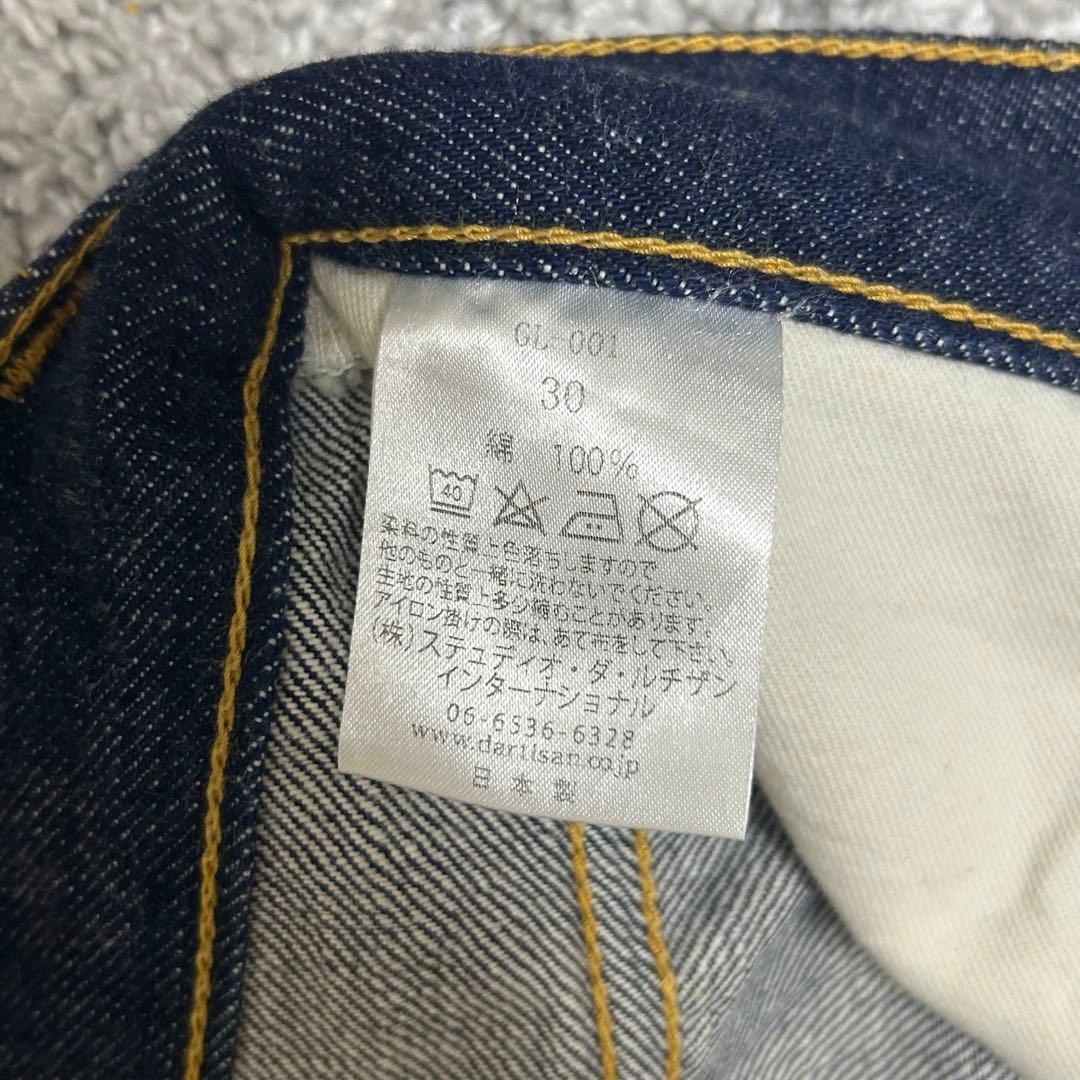 GL-001
30
綿 100%
40
染料の性質上色落ちしますので
他のものと一緒に洗わないでください。
生地の性質上多少縮むことがあります。
アイロン掛けの際は、あて布をして下さい。
(株)ステュディオ・ダ・ルチザン
インターナショナル
06-6536-6328
www.dartisan.co.jp
日本製